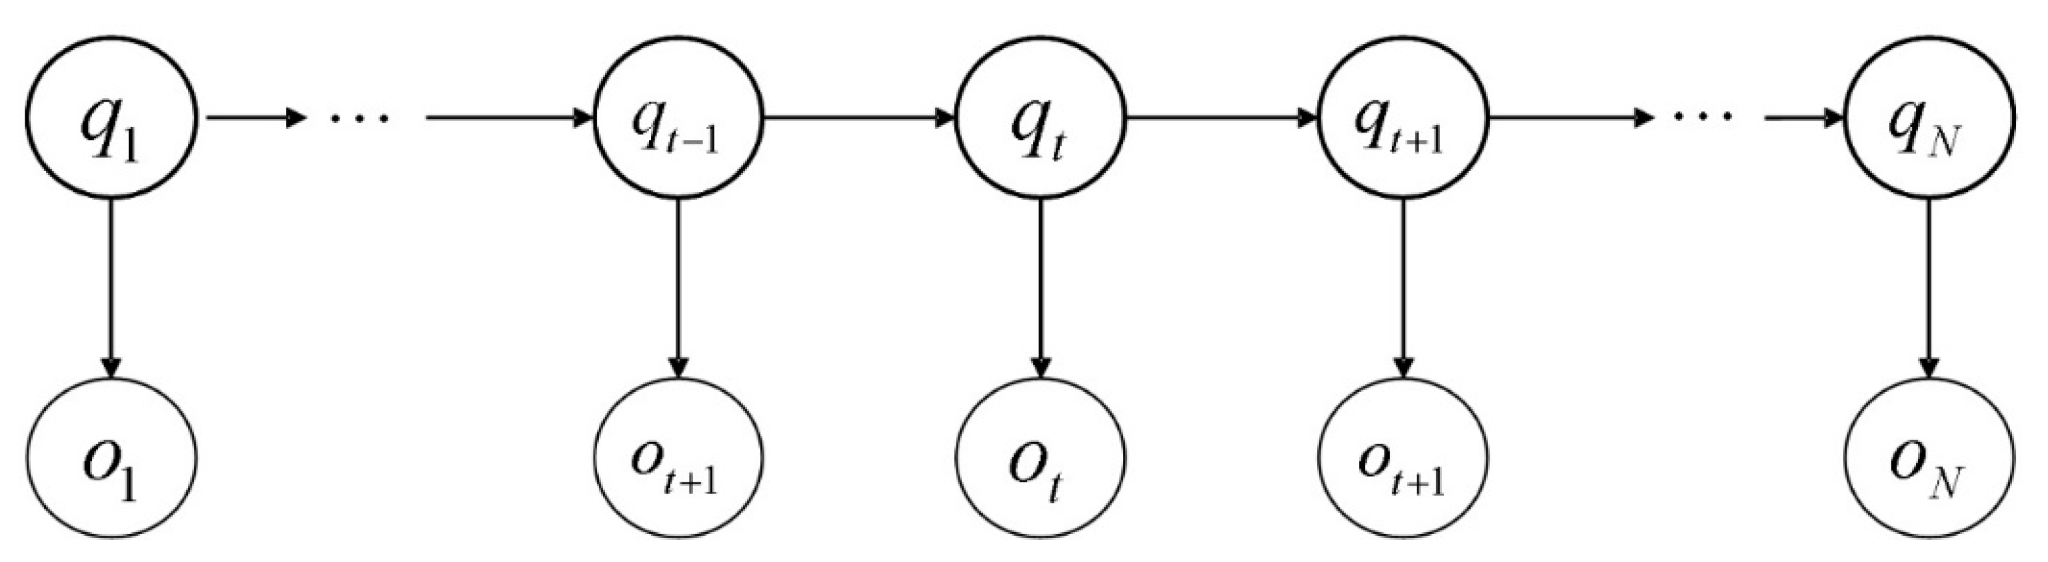 q1 ... qt−1 qt qt+1 ... qN
o1 ot+1 ot ot+1 oN